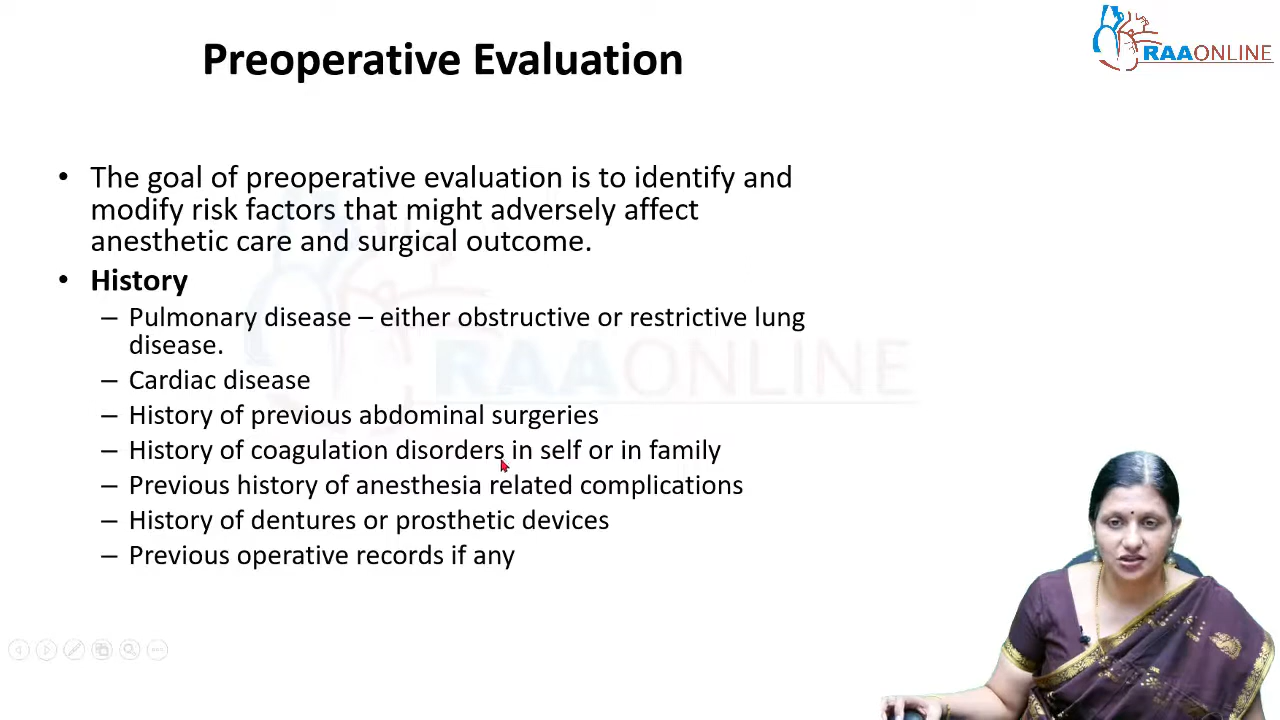 Preoperative Evaluation
RAAONLINE
• The goal of preoperative evaluation is to identify and
modify risk factors that might adversely affect
anesthetic care and surgical outcome.
• History
– Pulmonary disease – either obstructive or restrictive lung
disease.
– Cardiac disease
– History of previous abdominal surgeries
– History of coagulation disorders in self or in family
– Previous history of anesthesia related complications
– History of dentures or prosthetic devices
– Previous operative records if any
RAAONLINE